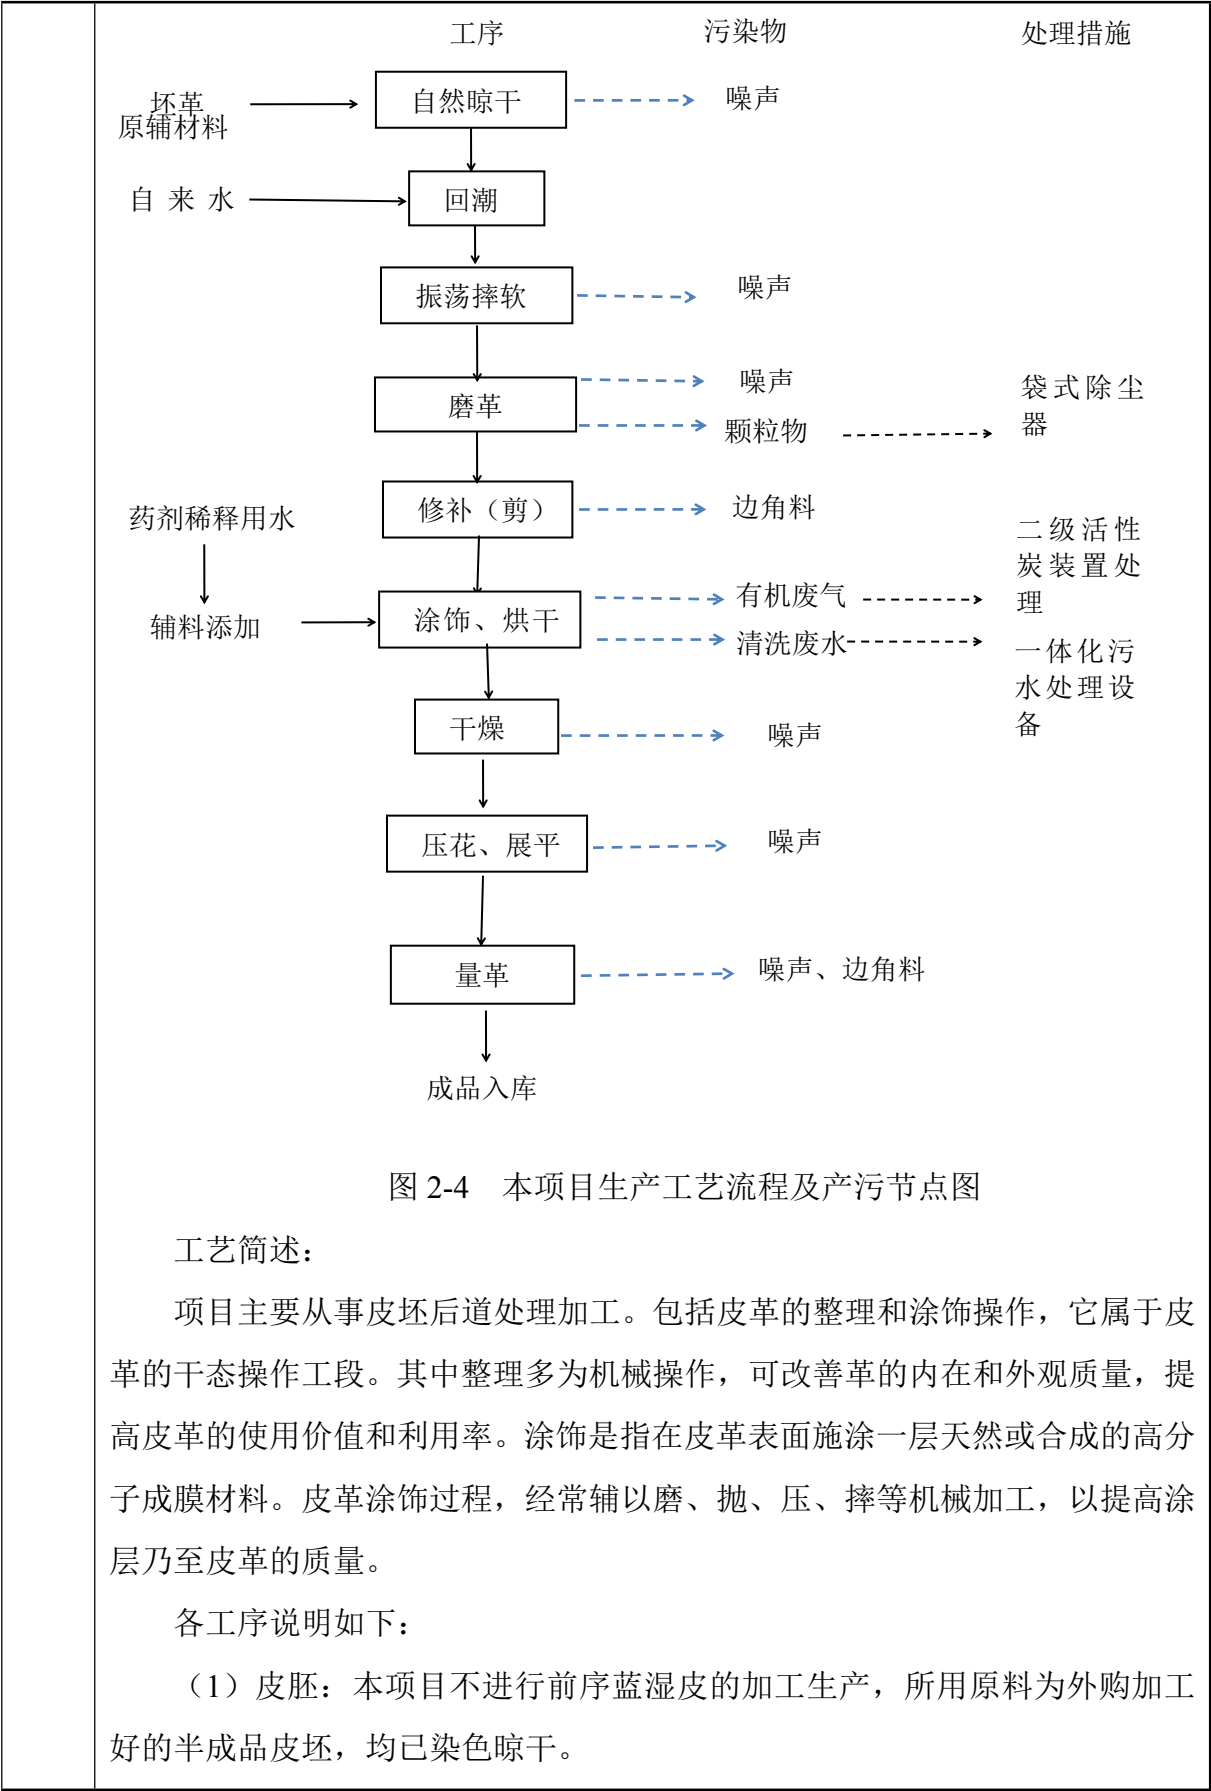 工序 污染物 处理措施
坯革
原辅材料
自然晾干
噪声
自 来 水
回潮
振荡摔软
噪声
磨革
噪声
颗粒物
袋式除尘
器
修补（剪）
边角料
药剂稀释用水
辅料添加
涂饰、烘干
有机废气
清洗废水
二级活性
炭装置处
理
一体化污
水处理设
备
干燥
噪声
压花、展平
噪声
量革
噪声、边角料
成品入库
图 2-4 本项目生产工艺流程及产污节点图
工艺简述：
项目主要从事皮坯后道处理加工。包括皮革的整理和涂饰操作，它属于皮
革的干态操作工段。其中整理多为机械操作，可改善革的内在和外观质量，提
高皮革的使用价值和利用率。涂饰是指在皮革表面施涂一层天然或合成的高分
子成膜材料。皮革涂饰过程，经常辅以磨、抛、压、摔等机械加工，以提高涂
层乃至皮革的质量。
各工序说明如下：
（1）皮胚：本项目不进行前序蓝湿皮的加工生产，所用原料为外购加工
好的半成品皮坯，均已染色晾干。